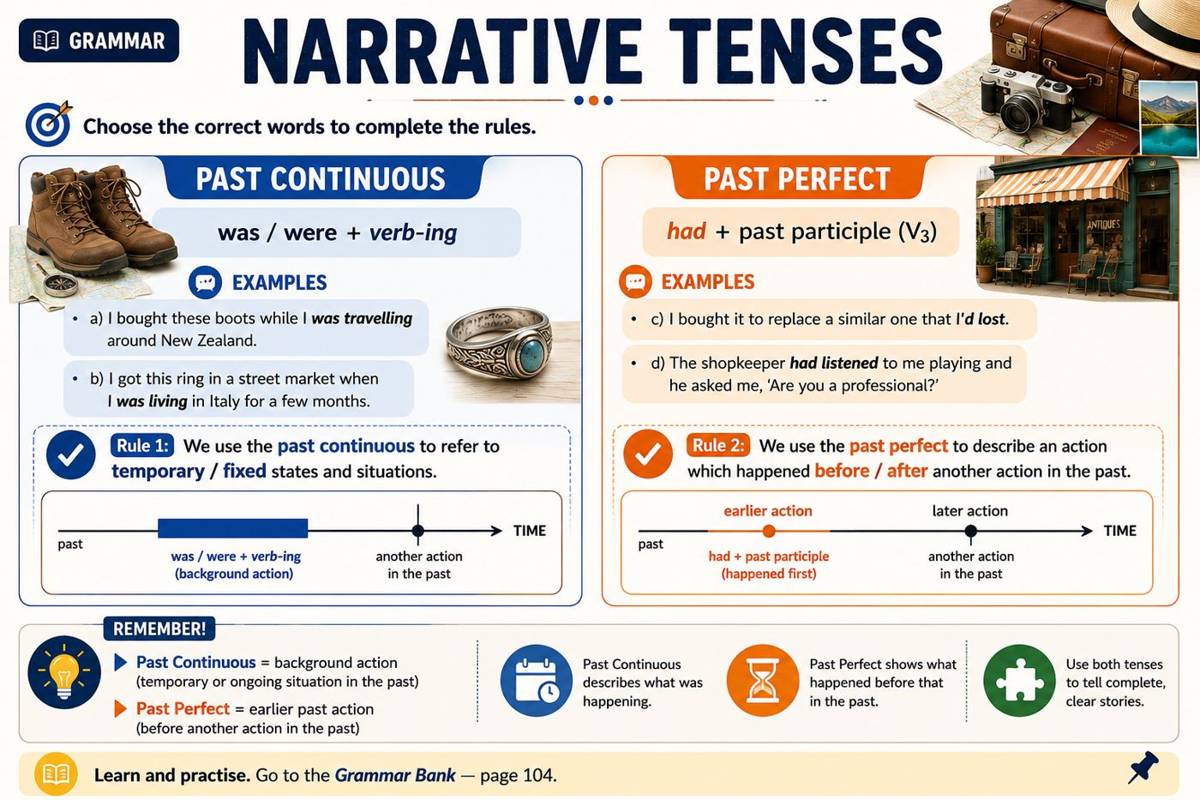 GRAMMAR
NARRATIVE TENSES
Choose the correct words to complete the rules.
PAST CONTINUOUS
was / were + verb-ing
EXAMPLES
• a) I bought these boots while I was travelling
around New Zealand.
• b) I got this ring in a street market when
I was living in Italy for a few months.
Rule 1: We use the past continuous to refer to
temporary / fixed states and situations.
past
TIME
was / were + verb-ing
(background action)
another action
in the past
PAST PERFECT
had + past participle (V₃)
ANTIQUES
EXAMPLES
• c) I bought it to replace a similar one that I'd lost.
• d) The shopkeeper had listened to me playing and
he asked me, ‘Are you a professional?’
Rule 2: We use the past perfect to describe an action
which happened before / after another action in the past.
earlier action
later action
past
TIME
had + past participle
(happened first)
another action
in the past
REMEMBER!
Past Continuous = background action
(temporary or ongoing situation in the past)
Past Perfect = earlier past action
(before another action in the past)
Past Continuous
describes what was
happening.
Past Perfect shows what
happened before that
in the past.
Use both tenses
to tell complete,
clear stories.
Learn and practise. Go to the Grammar Bank — page 104.